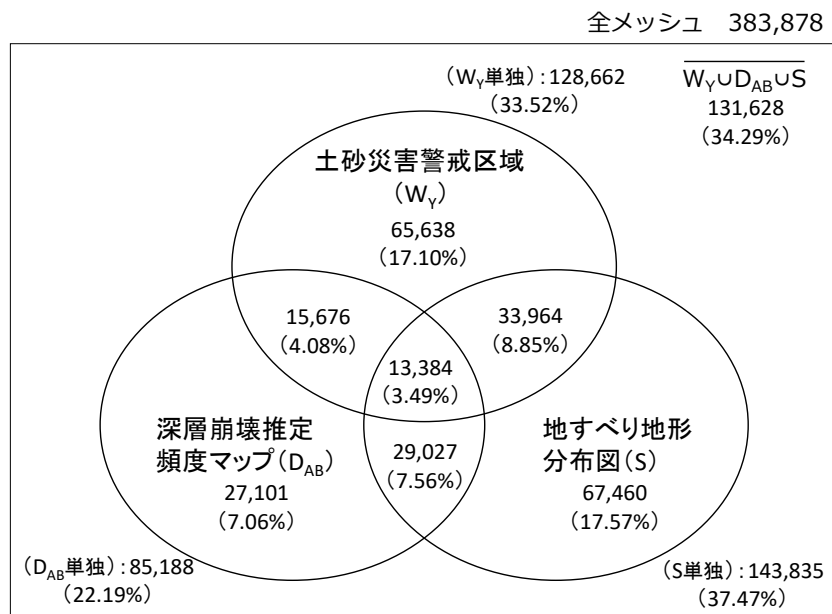 全メッシュ 383,878
(W_Y単独):128,662
(33.52%)
W_Y∪D_AB∪S
131,628
(34.29%)
土砂災害警戒区域
(W_Y)
65,638
(17.10%)
15,676
(4.08%)
33,964
(8.85%)
13,384
(3.49%)
深層崩壊推定
頻度マップ(D_AB)
27,101
(7.06%)
29,027
(7.56%)
地すべり地形
分布図(S)
67,460
(17.57%)
(D_AB単独):85,188
(22.19%)
(S単独):143,835
(37.47%)